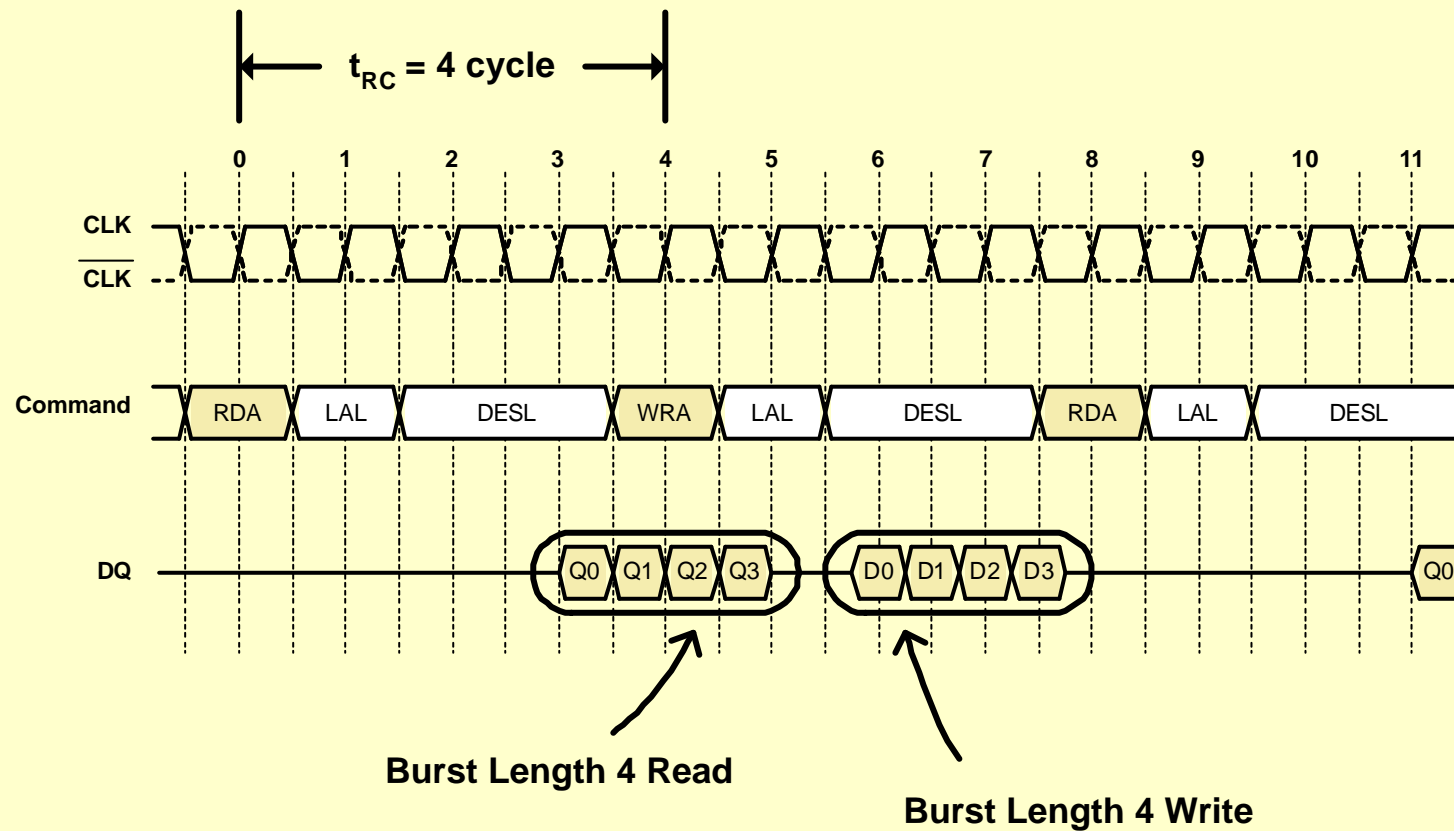 tRC = 4 cycle
0 1 2 3 4 5 6 7 8 9 10 11
CLK
CLK
Command RDA LAL DESL WRA LAL DESL RDA LAL DESL
DQ Q0 Q1 Q2 Q3 D0 D1 D2 D3 Q0
Burst Length 4 Read
Burst Length 4 Write